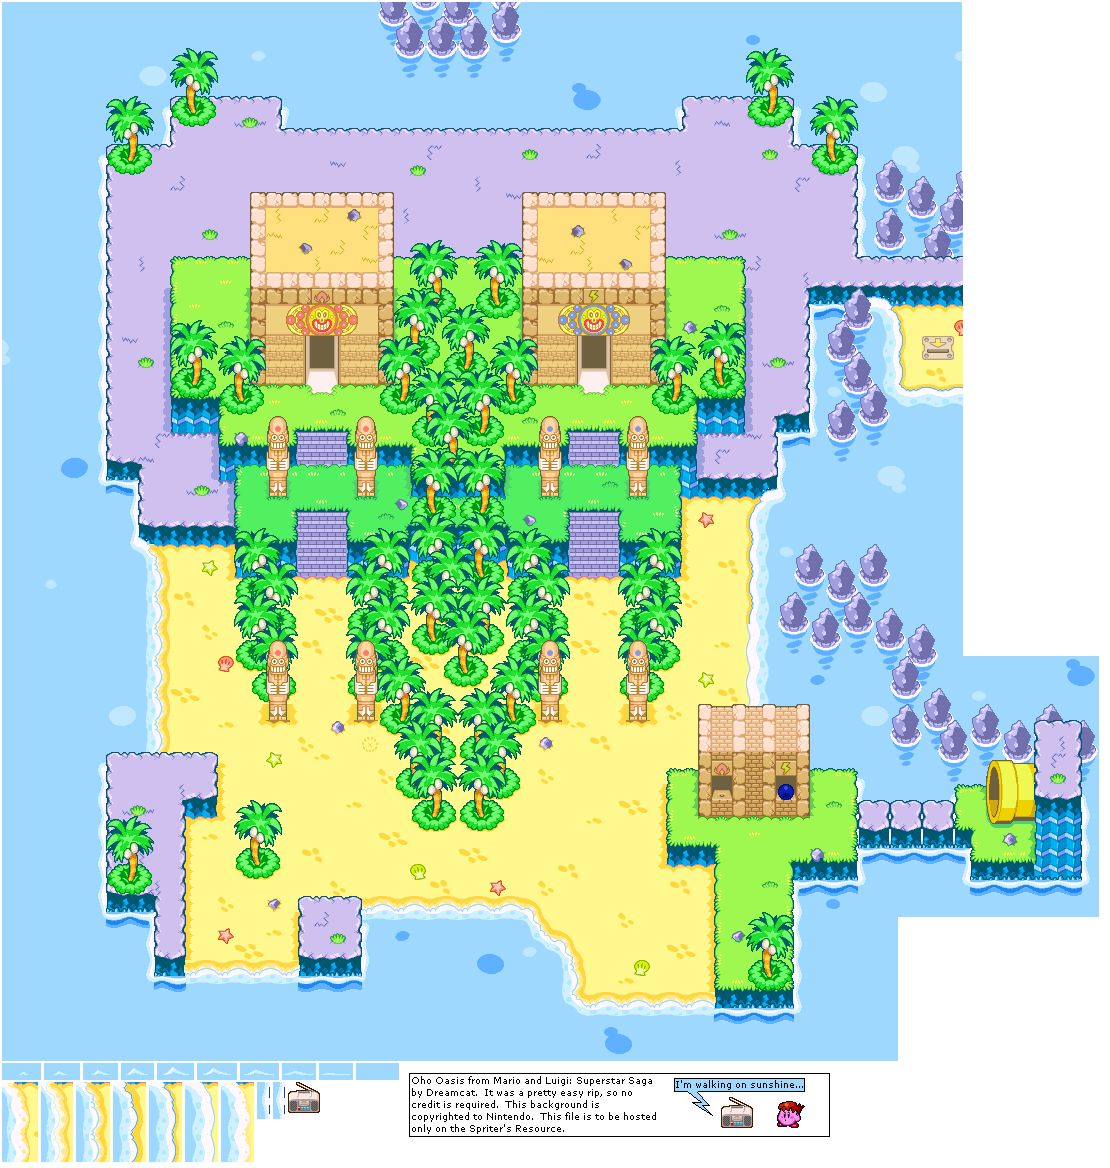 Oho Oasis from Mario and Luigi: Superstar Saga
by Dreamcat.  It was a pretty easy rip, so no
credit is required.  This background is
copyrighted to Nintendo.  This file is to be hosted
only on the Spriter's Resource.
I'm walking on sunshine...